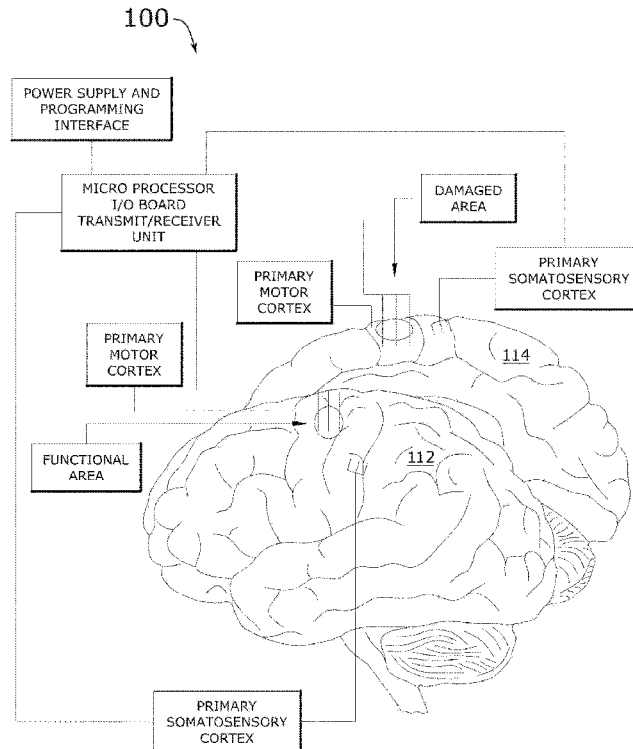 100
POWER SUPPLY AND
PROGRAMMING
INTERFACE
MICRO PROCESSOR
I/O BOARD
TRANSMIT/RECEIVER
UNIT
DAMAGED
AREA
PRIMARY
MOTOR
CORTEX
PRIMARY
SOMATOSENSORY
CORTEX
PRIMARY
MOTOR
CORTEX
114
112
FUNCTIONAL
AREA
PRIMARY
SOMATOSENSORY
CORTEX